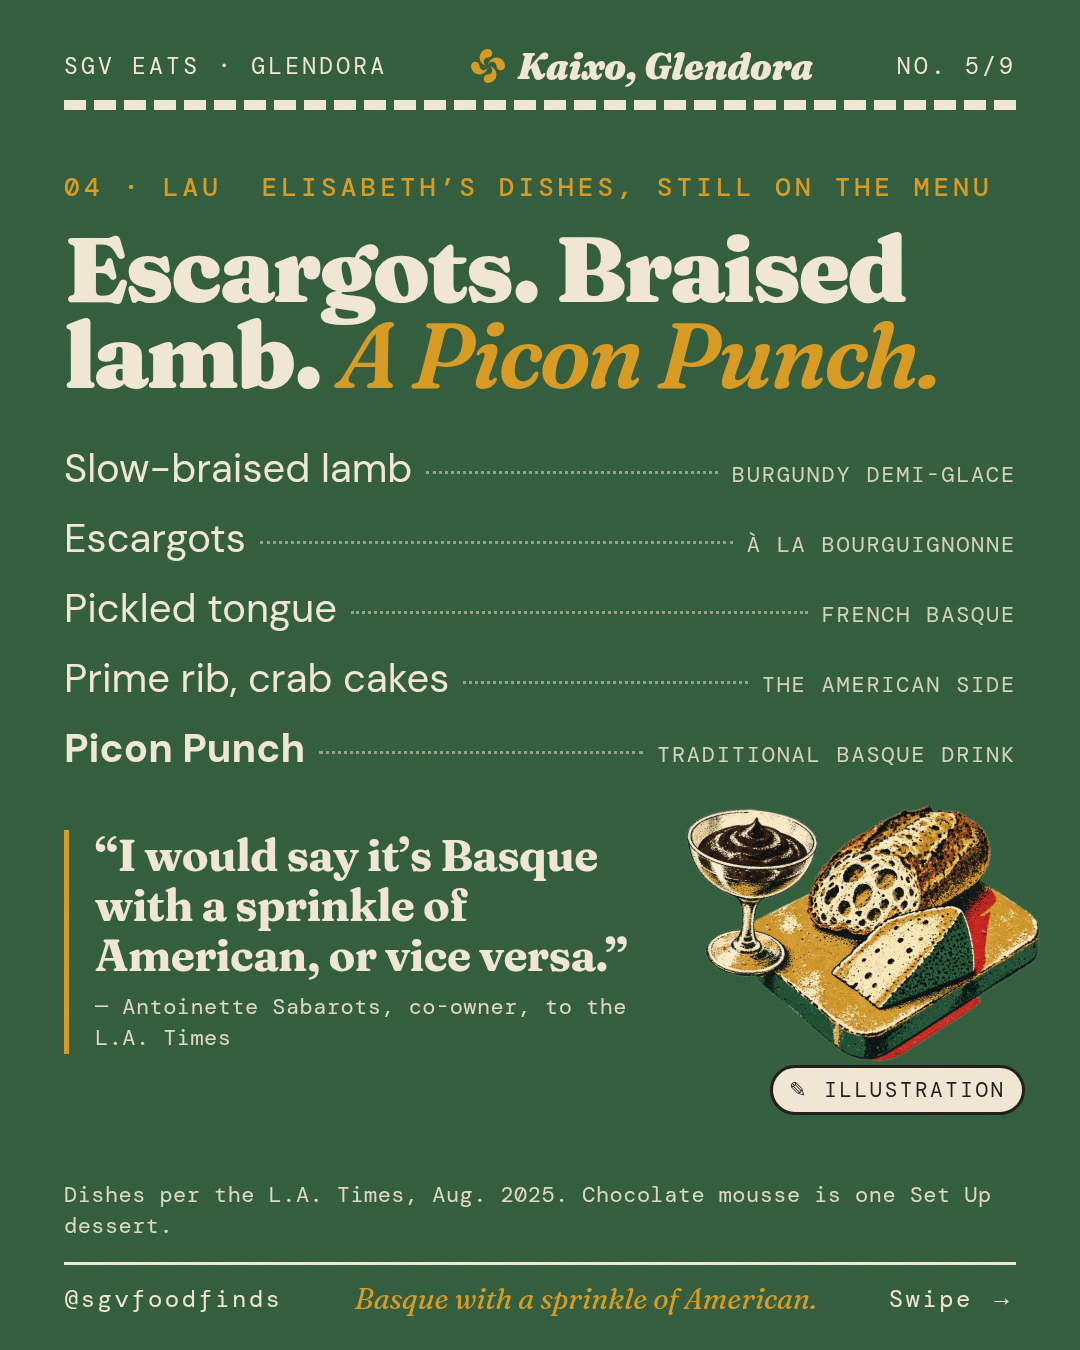 SGV EATS · GLENDORA
Kaixo, Glendora
NO. 5/9
04 · LAU ELISABETH’S DISHES, STILL ON THE MENU
Escargots. Braised
lamb. A Picon Punch.
Slow-braised lamb BURGUNDY DEMI-GLACE
Escargots À LA BOURGUIGNONNE
Pickled tongue FRENCH BASQUE
Prime rib, crab cakes THE AMERICAN SIDE
Picon Punch TRADITIONAL BASQUE DRINK
“I would say it’s Basque
with a sprinkle of
American, or vice versa.”
— Antoinette Sabarots, co-owner, to the
L.A. Times
✎ ILLUSTRATION
Dishes per the L.A. Times, Aug. 2025. Chocolate mousse is one Set Up
dessert.
@sgvfoodfinds
Basque with a sprinkle of American.
Swipe →